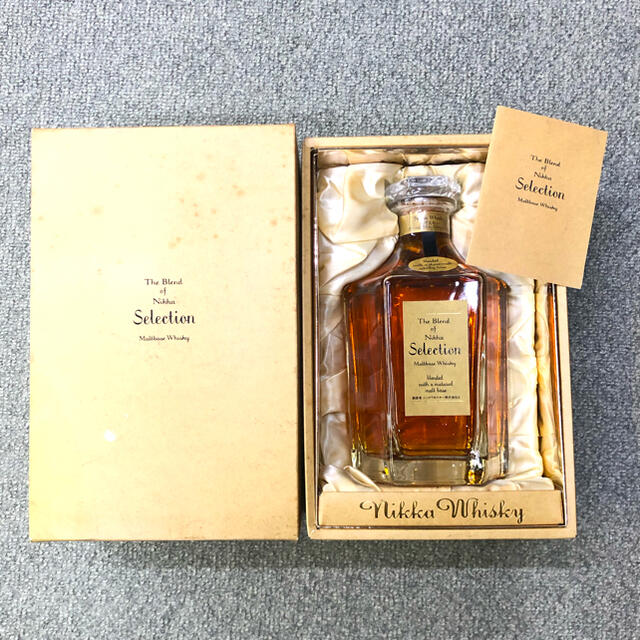 The Blend
of
Nikka
Selection
Maltbase Whisky
The Blend
of
Nikka
Selection
Maltbase Whisky
blended
The Blend
of
Nikka
Selection
Maltbase Whisky
blended
with a matured
malt base
Nikka Whisky